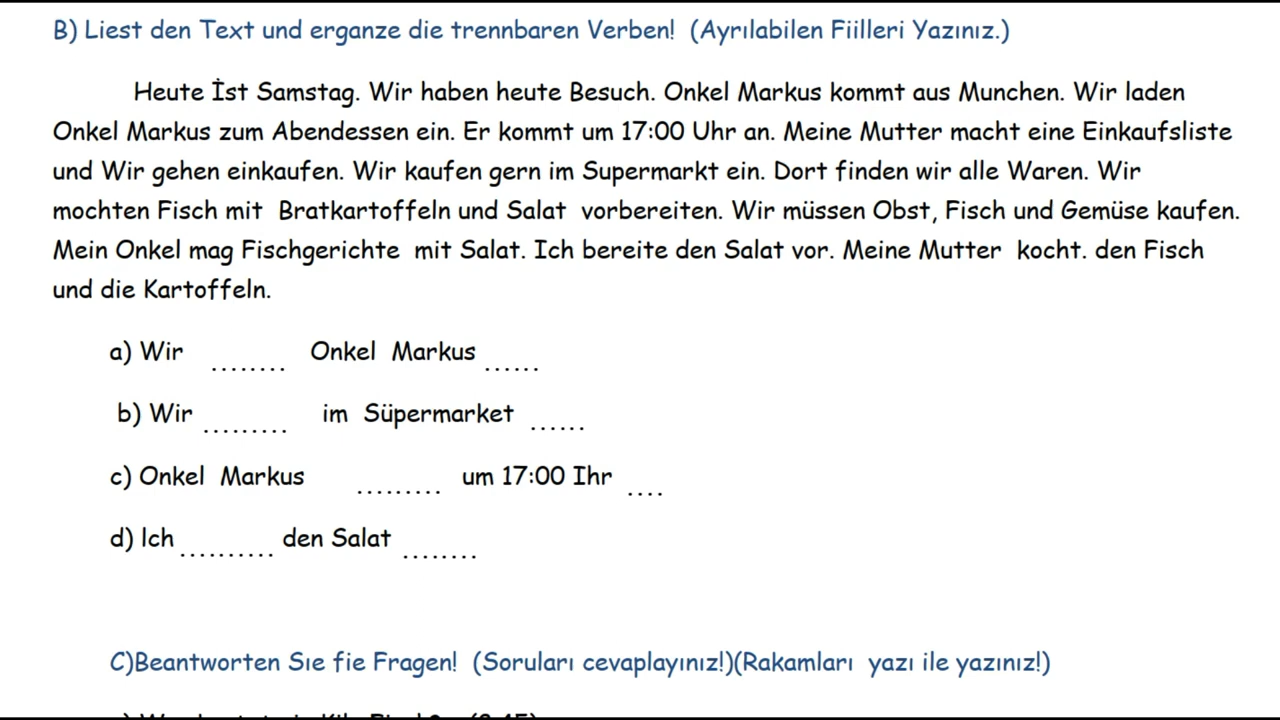 B) Liest den Text und erganze die trennbaren Verben! (Ayrılabilen Fiilleri Yazınız.)
Heute İst Samstag. Wir haben heute Besuch. Onkel Markus kommt aus Munchen. Wir laden
Onkel Markus zum Abendessen ein. Er kommt um 17:00 Uhr an. Meine Mutter macht eine Einkaufsliste
und Wir gehen einkaufen. Wir kaufen gern im Supermarkt ein. Dort finden wir alle Waren. Wir
mochten Fisch mit Bratkartoffeln und Salat vorbereiten. Wir müssen Obst, Fisch und Gemüse kaufen.
Mein Onkel mag Fischgerichte mit Salat. Ich bereite den Salat vor. Meine Mutter kocht. den Fisch
und die Kartoffeln.
a) Wir ........ Onkel Markus ......
b) Wir ......... im Süpermarket ......
c) Onkel Markus ......... um 17:00 Ihr ....
d) Ich .......... den Salat ........
C)Beantworten Sıe fie Fragen! (Soruları cevaplayınız!)(Rakamları yazı ile yazınız!)